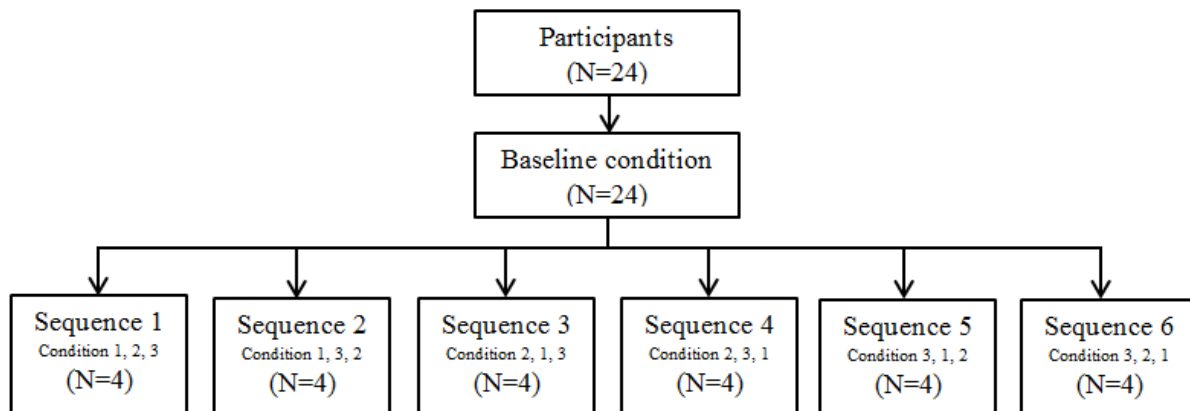 Participants
(N=24)
Baseline condition
(N=24)
Sequence 1
Condition 1, 2, 3
(N=4)
Sequence 2
Condition 1, 3, 2
(N=4)
Sequence 3
Condition 2, 1, 3
(N=4)
Sequence 4
Condition 2, 3, 1
(N=4)
Sequence 5
Condition 3, 1, 2
(N=4)
Sequence 6
Condition 3, 2, 1
(N=4)